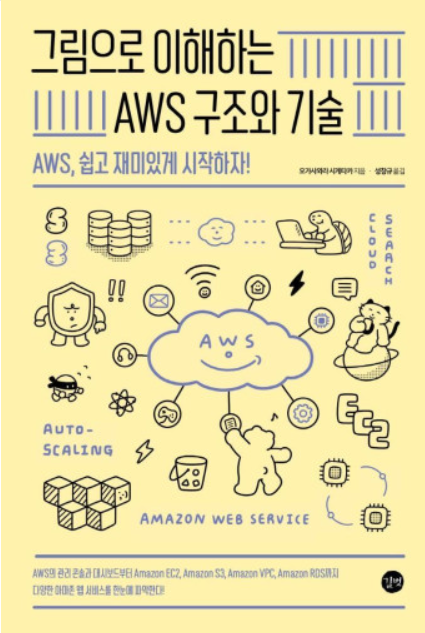 그림으로 이해하는
AWS 구조와 기술
AWS, 쉽고 재미있게 시작하자!
오가사와라 시게타카 지음 · 성창규 옮김
S
3
CLOUD
SEARCH
!!
AWS
EC2
AUTO-
SCALING
AMAZON WEB SERVICE
AWS의 관리 콘솔과 대시보드부터 Amazon EC2, Amazon S3, Amazon VPC, Amazon RDS까지
다양한 아마존 웹 서비스를 한눈에 파악한다!
길벗